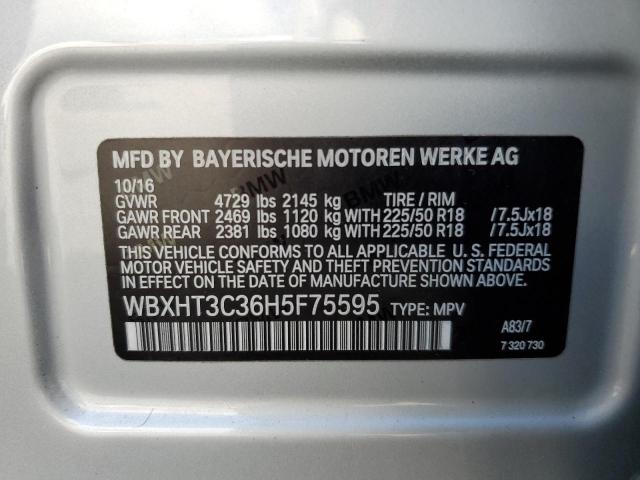 MFD BY BAYERISCHE MOTOREN WERKE AG
10/16
GVWR 4729 lbs 2145 kg TIRE / RIM
GAWR FRONT 2469 lbs 1120 kg WITH 225/50 R18 /7.5Jx18
GAWR REAR 2381 lbs 1080 kg WITH 225/50 R18 /7.5Jx18
THIS VEHICLE CONFORMS TO ALL APPLICABLE U. S. FEDERAL
MOTOR VEHICLE SAFETY BUMPER AND THEFT PREVENTION STANDARDS
IN EFFECT ON THE DATE OF MANUFACTURE SHOWN ABOVE.
WBXHT3C36H5F75595 TYPE: MPV
A83/7
7 320 730